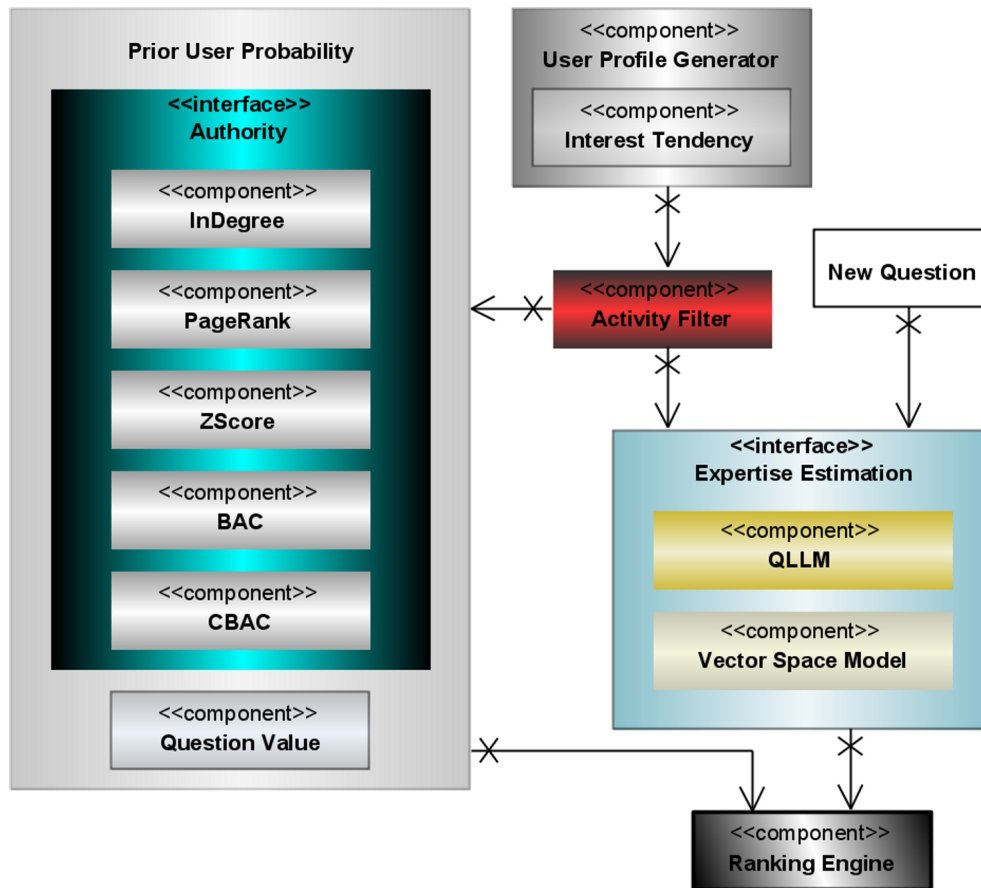 Prior User Probability
<<interface>>
Authority
<<component>>
InDegree
<<component>>
PageRank
<<component>>
ZScore
<<component>>
BAC
<<component>>
CBAC
<<component>>
Question Value
<<component>>
User Profile Generator
<<component>>
Interest Tendency
<<component>>
Activity Filter
New Question
<<interface>>
Expertise Estimation
<<component>>
QLLM
<<component>>
Vector Space Model
<<component>>
Ranking Engine